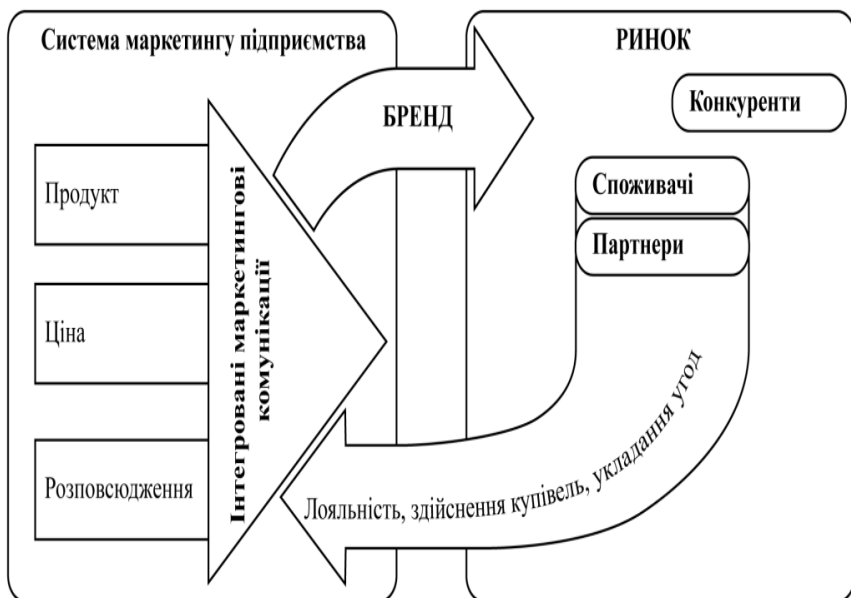 Система маркетингу підприємства
Продукт
Ціна
Розповсюдження
Інтегровані маркетингові
комунікації
БРЕНД
РИНОК
Конкуренти
Споживачі
Партнери
Лояльність, здійснення купівель, укладання угод